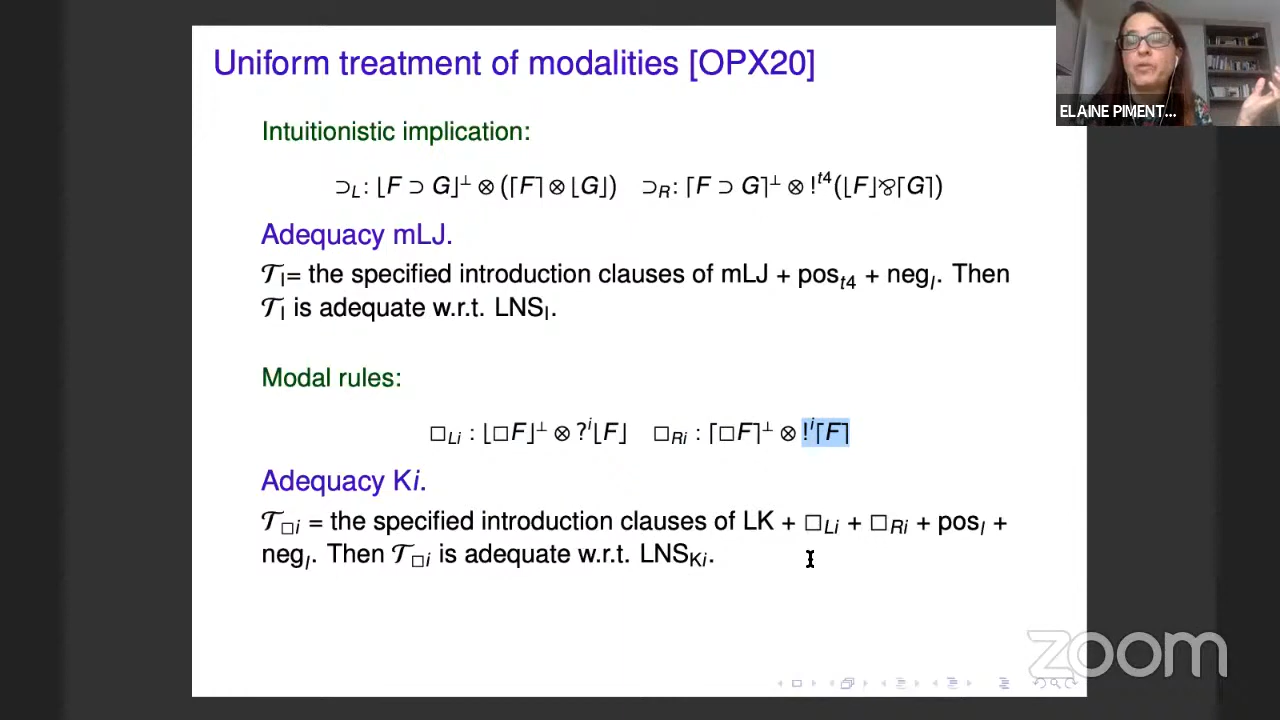 Uniform treatment of modalities [OPX20]
ELAINE PIMENT...
Intuitionistic implication:
⊃L: ⌊F ⊃ G⌋⊥ ⊗ (⌈F⌉ ⊗ ⌊G⌋) ⊃R: ⌈F ⊃ G⌉⊥ ⊗ !t4(⌊F⌋⅋⌈G⌉)
Adequacy mLJ.
𝒯I= the specified introduction clauses of mLJ + post4 + negl. Then
𝒯I is adequate w.r.t. LNSI.
Modal rules:
□Li : ⌊□F⌋⊥ ⊗ ?i⌊F⌋ □Ri : ⌈□F⌉⊥ ⊗ !i⌈F⌉
Adequacy Ki.
𝒯□i = the specified introduction clauses of LK + □Li + □Ri + posl +
negl. Then 𝒯□i is adequate w.r.t. LNSKi.
zoom